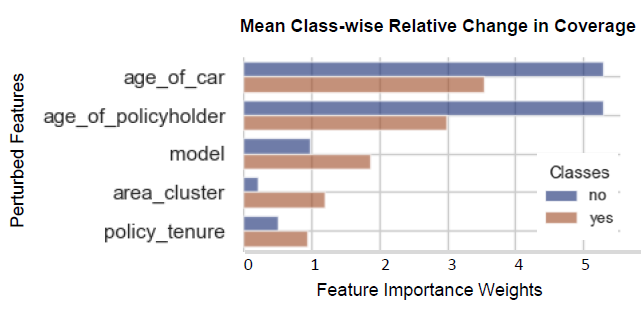 Mean Class-wise Relative Change in Coverage
Perturbed Features
age_of_car
age_of_policyholder
model
area_cluster
policy_tenure
Classes
no
yes
0 1 2 3 4 5
Feature Importance Weights